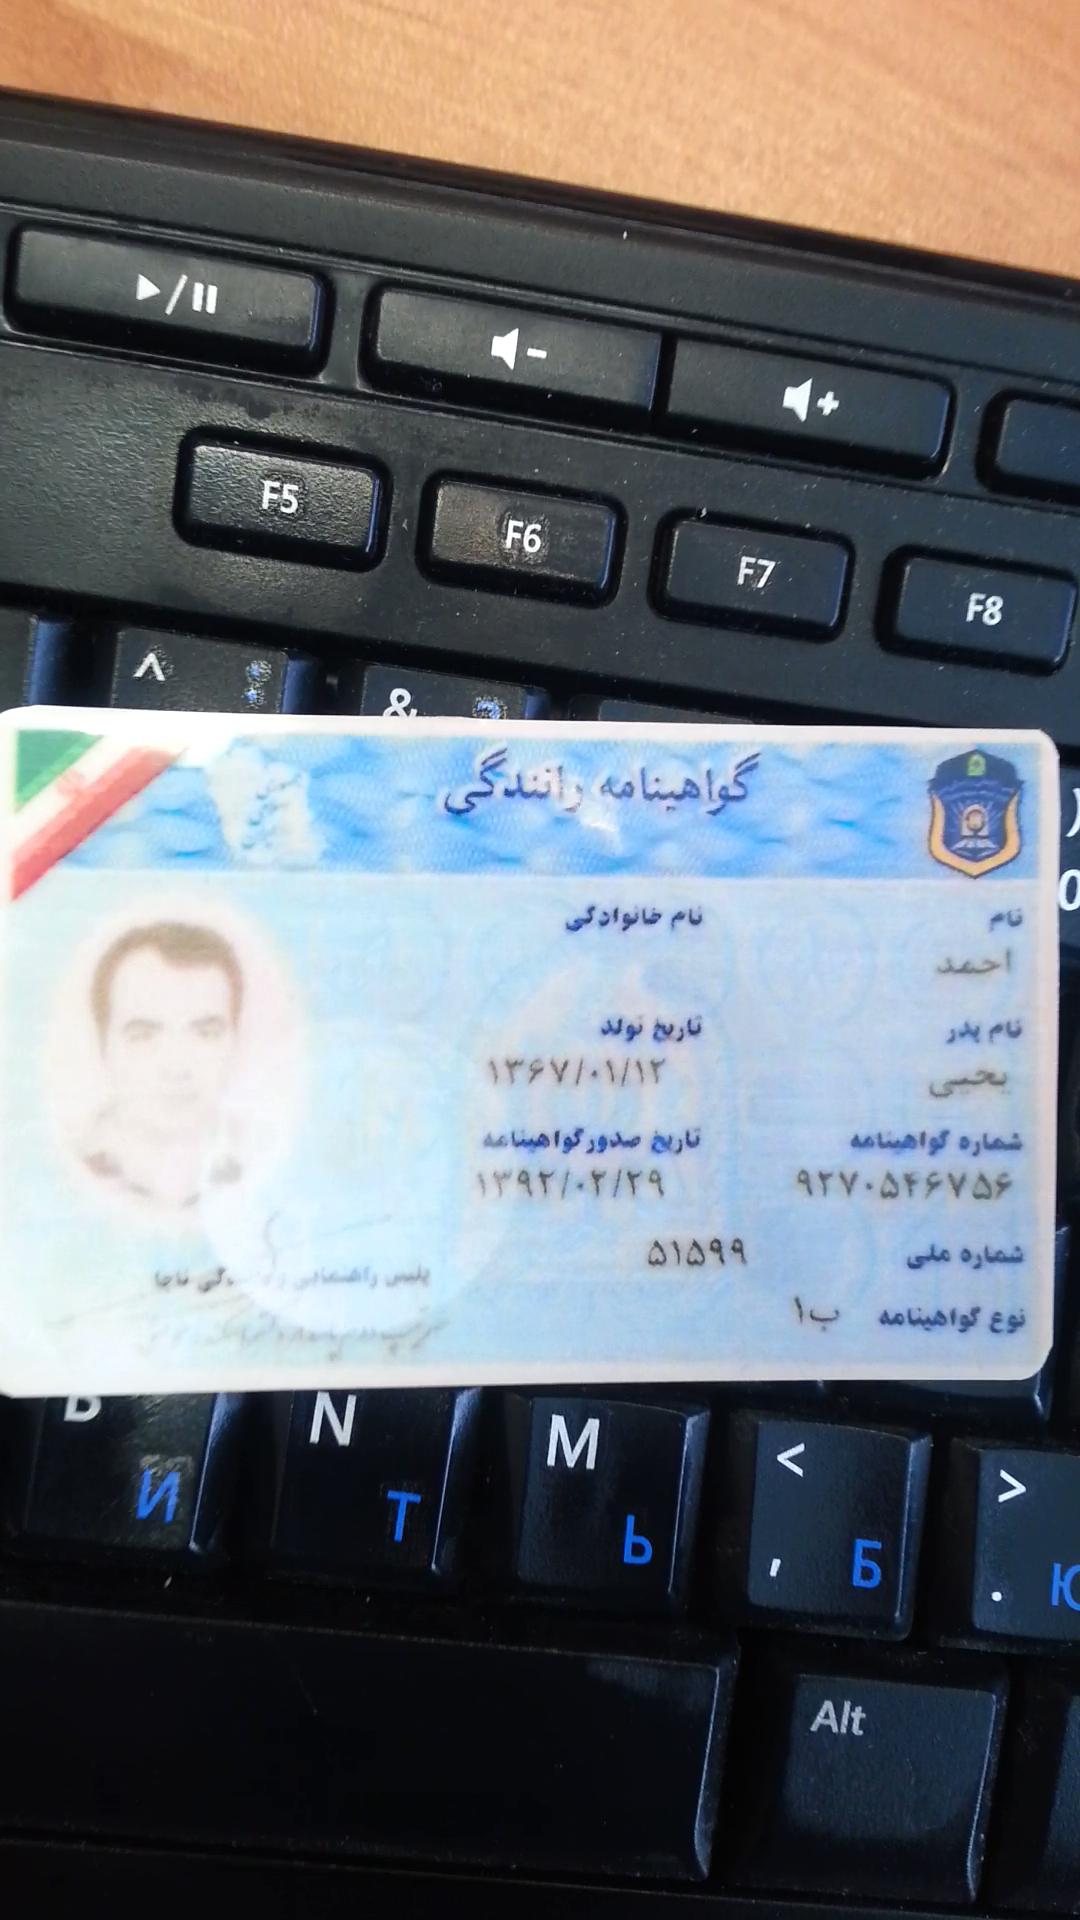 F5
F6
F7
F8
^
&
گواهینامه رانندگی
نام
نام خانوادگی
احمد
نام پدر
تاریخ تولد
یحیی
۱۳۶۷/۰۱/۱۲
شماره گواهینامه
تاریخ صدور گواهینامه
۹۲۷۰۵۴۶۷۵۶
۱۳۹۲/۰۲/۲۹
شماره ملی
۵۱۵۹۹
نوع گواهینامه
ب۱
پلیس راهنمایی و رانندگی ناجا
)
0
И
N
Т
M
Ь
<
,
Б
>
.
Ю
Alt